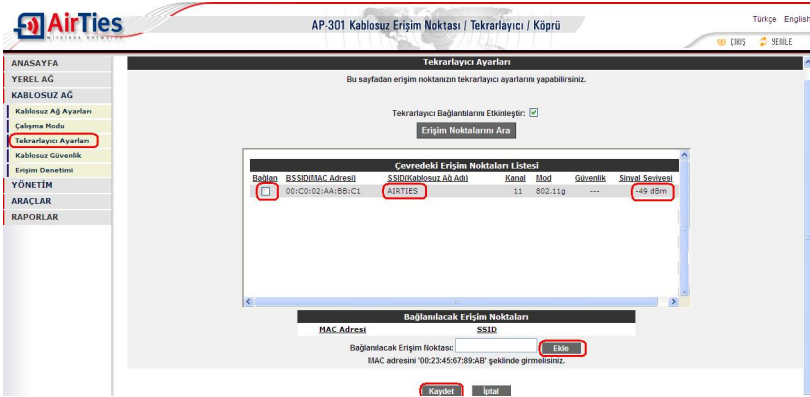 AirTies
wireless networks
AP-301 Kablosuz Erişim Noktası / Tekrarlayıcı / Köprü
Türkçe English
ÇIKIŞ YENİLE
ANASAYFA
YEREL AĞ
KABLOSUZ AĞ
Kablosuz Ağ Ayarları
Çalışma Modu
Tekrarlayıcı Ayarları
Kablosuz Güvenlik
Erişim Denetimi
YÖNETİM
ARAÇLAR
RAPORLAR
Tekrarlayıcı Ayarları
Bu sayfadan erişim noktanızın tekrarlayıcı ayarlarını yapabilirsiniz.
Tekrarlayıcı Bağlantılarını Etkinleştir:
Erişim Noktalarını Ara
Çevredeki Erişim Noktaları Listesi
Bağlan BSSID(MAC Adresi) SSID(Kablosuz Ağ Adı) Kanal Mod Güvenlik Sinyal Seviyesi
00:C0:02:AA:BB:C1 AIRTIES 11 802.11g --- -49 dBm
Bağlanılacak Erişim Noktaları
MAC Adresi SSID
Bağlanılacak Erişim Noktası: Ekle
MAC adresini '00:23:45:67:89:AB' şeklinde girmelisiniz.
Kaydet İptal